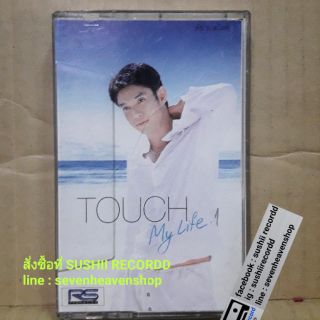 TOUCH
My Life
สั่งซื้อที่ SUSHII RECORDD
line : sevenheavenshop
RS
facebook : sushii recordd
ig : sushiirecordd
line : sevenheavenshop